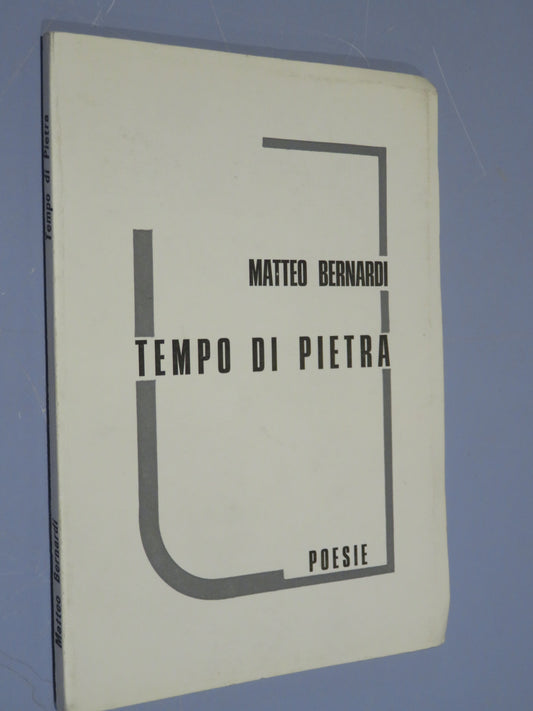 MATTEO BERNARDI
TEMPO DI PIETRA
POESIE
Tempo di Pietra
Matteo Bernardi